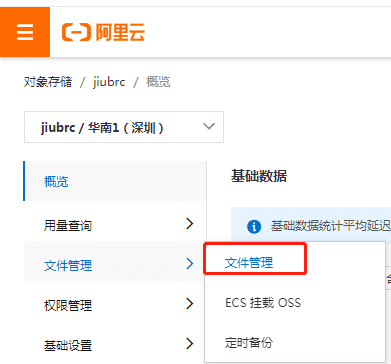 阿里云
对象存储 / jiubrc / 概览
jiubrc / 华南1（深圳）
概览
基础数据
用量查询
基础数据统计平均延迟
文件管理
文件管理
权限管理
ECS 挂载 OSS
基础设置
定时备份